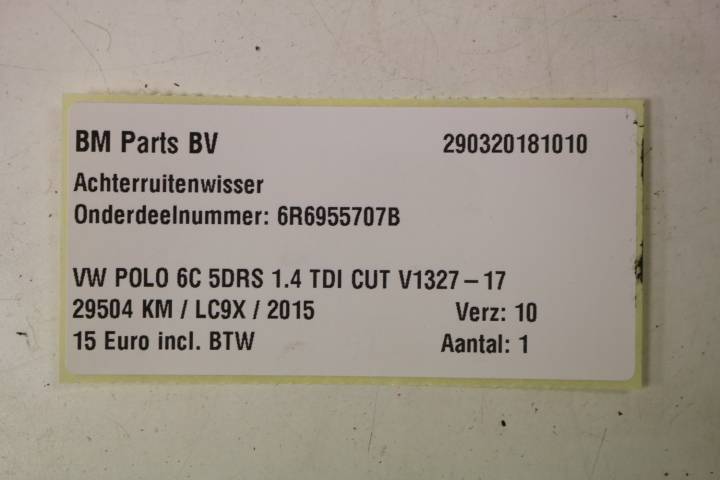 BM Parts BV 290320181010
Achterruitenwisser
Onderdeelnummer: 6R6955707B
VW POLO 6C 5DRS 1.4 TDI CUT V1327 – 17
29504 KM / LC9X / 2015 Verz: 10
15 Euro incl. BTW Aantal: 1